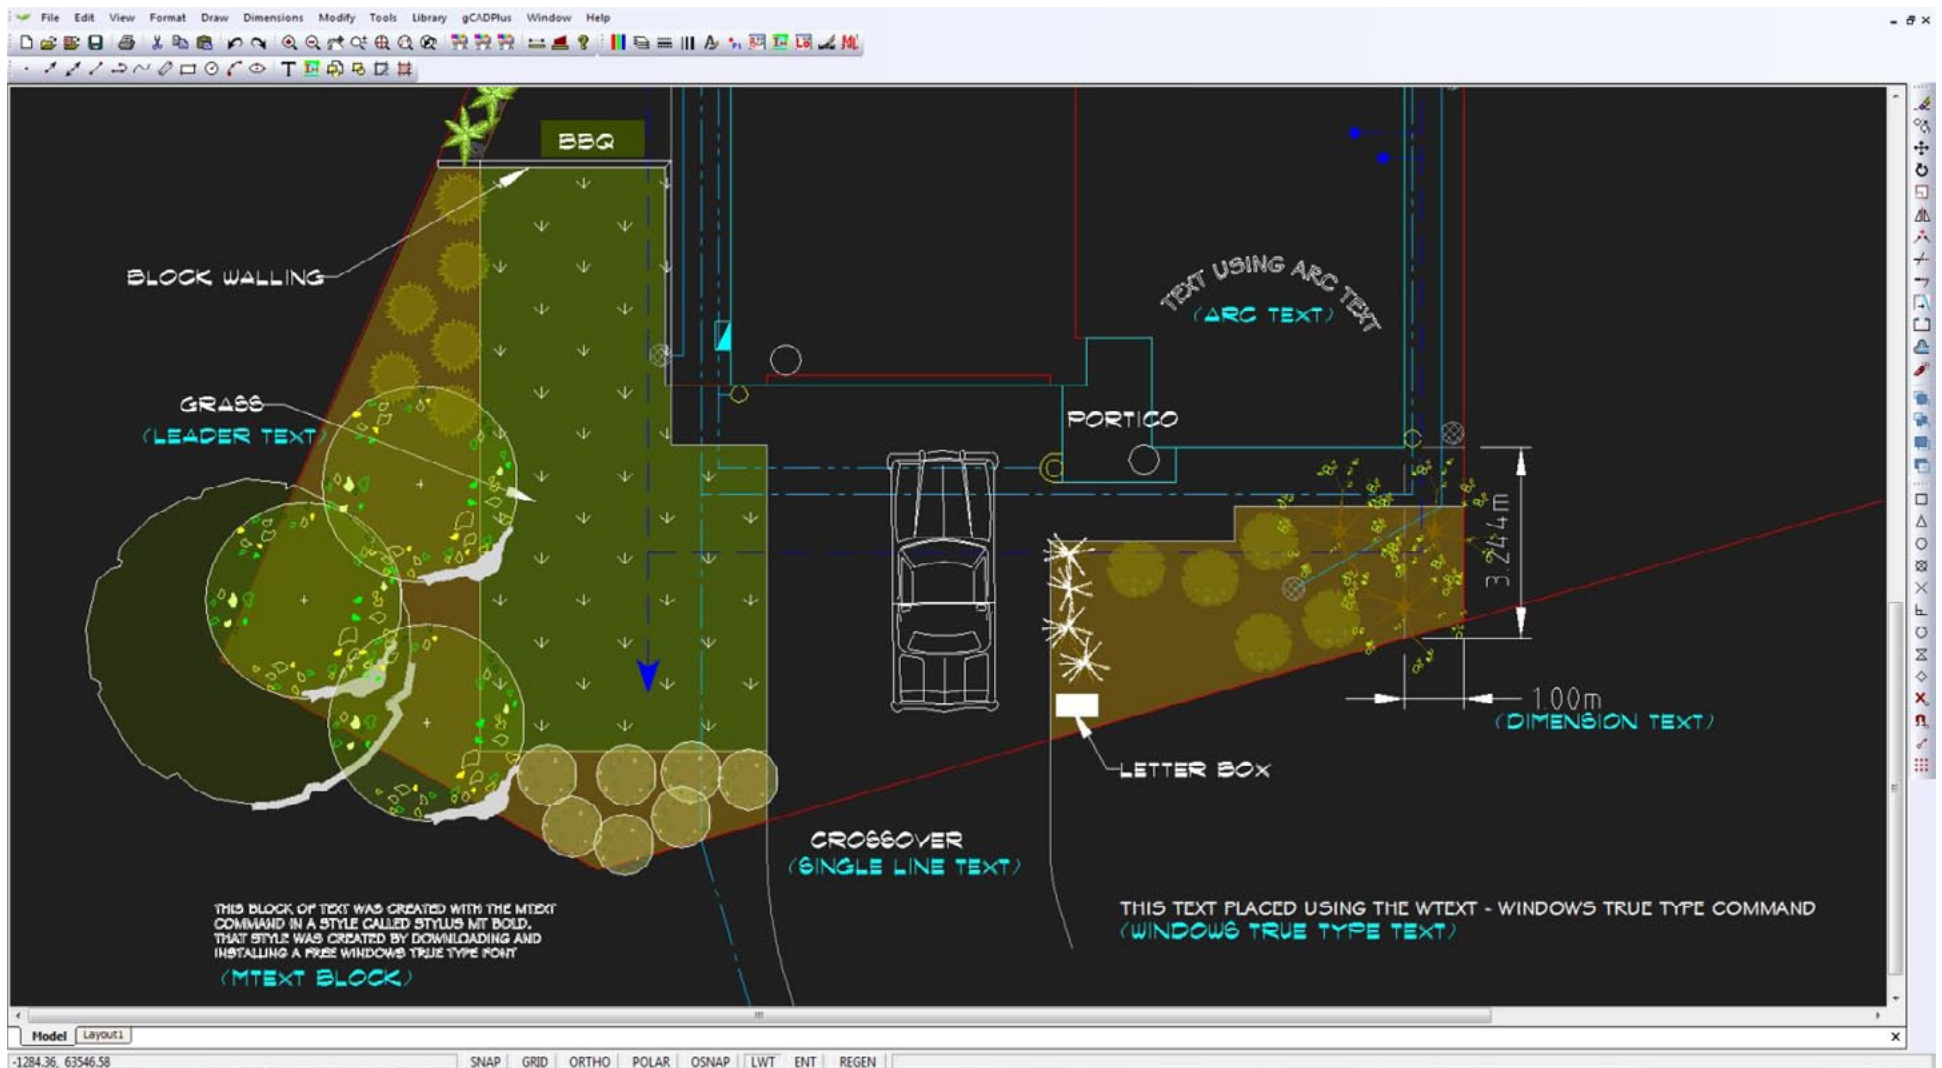 File Edit View Format Draw Dimensions Modify Tools Library gCADPlus Window Help
BBQ
BLOCK WALLING
TEXT USING ARC TEXT
(ARC TEXT)
GRASS
(LEADER TEXT)
PORTICO
3.244m
1.00m
(DIMENSION TEXT)
LETTER BOX
CROSSOVER
(SINGLE LINE TEXT)
THIS BLOCK OF TEXT WAS CREATED WITH THE MTEXT
COMMAND IN A STYLE CALLED STYLUS MT BOLD.
THAT STYLE WAS CREATED BY DOWNLOADING AND
INSTALLING A FREE WINDOWS TRUE TYPE FONT
(MTEXT BLOCK)
THIS TEXT PLACED USING THE WTEXT - WINDOWS TRUE TYPE COMMAND
(WINDOWS TRUE TYPE TEXT)
Model Layout1
-1284.36, 63546.58 SNAP GRID ORTHO POLAR OSNAP LWT ENT REGEN